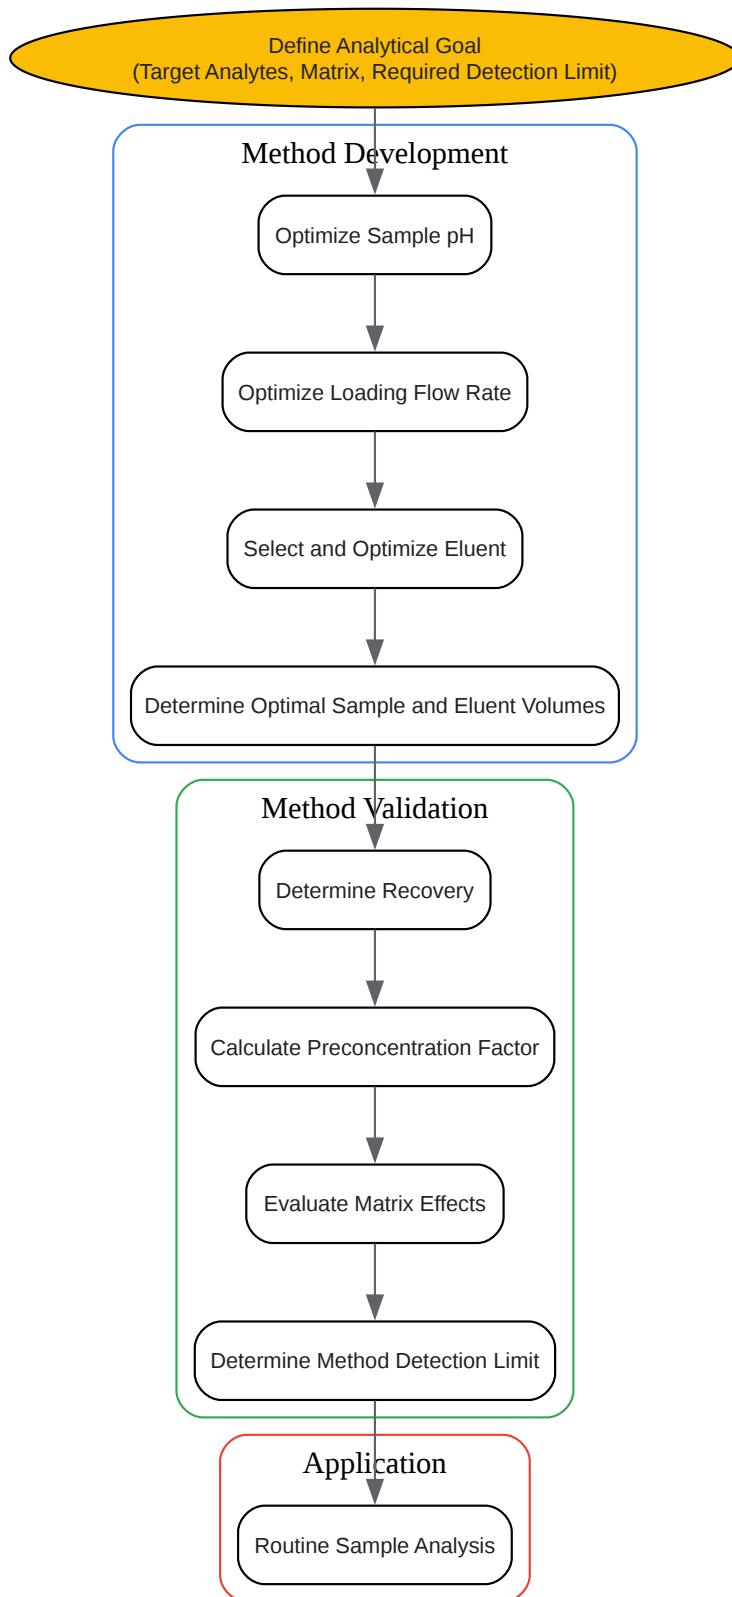 Define Analytical Goal
(Target Analytes, Matrix, Required Detection Limit)
Method Development
Optimize Sample pH
Optimize Loading Flow Rate
Select and Optimize Eluent
Determine Optimal Sample and Eluent Volumes
Method Validation
Determine Recovery
Calculate Preconcentration Factor
Evaluate Matrix Effects
Determine Method Detection Limit
Application
Routine Sample Analysis